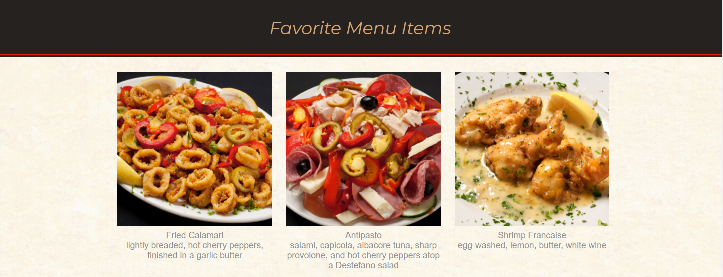 Favorite Menu Items
Fried Calamari
lightly breaded, hot cherry peppers,
finished in a garlic butter
Antipasto
salami, capicola, albacore tuna, sharp
provolone, and hot cherry peppers atop
a Destefano salad
Shrimp Francaise
egg washed, lemon, butter, white wine